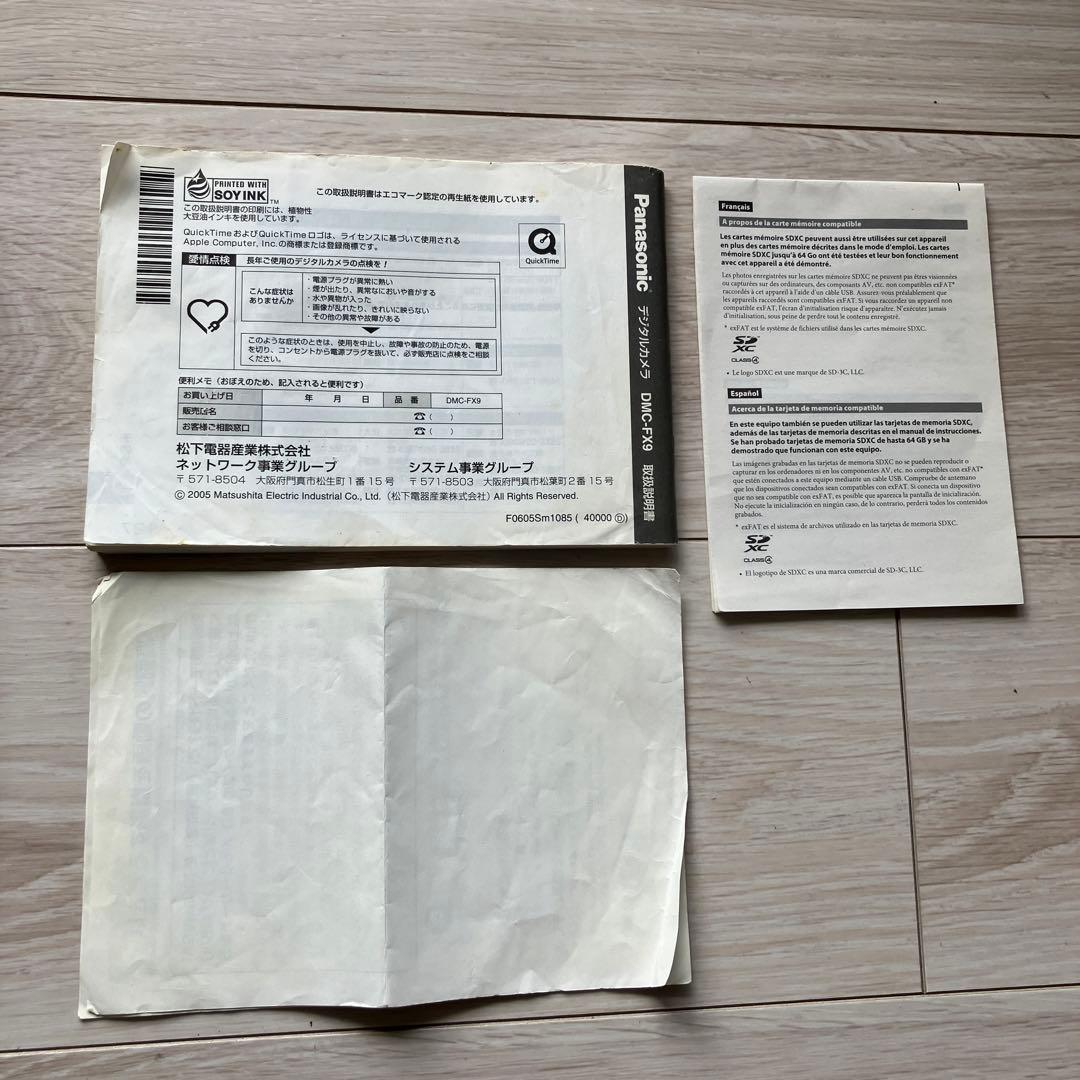 PRINTED WITH
SOY INK™
この取扱説明書はエコマーク認定の再生紙を使用しています。
この取扱説明書の印刷には、植物性
大豆油インキを使用しています。
QuickTimeおよびQuickTimeロゴは、ライセンスに基づいて使用される
Apple Computer, Inc.の商標または登録商標です。
QuickTime
愛情点検 長年ご使用のデジタルカメラの点検を!
こんな症状は
ありませんか
・電源プラグが異常に熱い
・煙が出たり、異常なにおいや音がする
・水や異物が入った
・画像が乱れたり、きれいに映らない
・その他の異常や故障がある
このような症状のときは、使用を中止し、故障や事故の防止のため、電源
を切り、コンセントから電源プラグを抜いて、必ず販売店に点検をご相談
ください。
便利メモ(おぼえのため、記入されると便利です)
お買い上げ日 年 月 日 品番 DMC-FX9
販売店名 ☎( )
お客様ご相談窓口 ☎( )
松下電器産業株式会社
ネットワーク事業グループ システム事業グループ
〒571-8504 大阪府門真市松生町1番15号 〒571-8503 大阪府門真市松葉町2番15号
© 2005 Matsushita Electric Industrial Co., Ltd.(松下電器産業株式会社)All Rights Reserved.
F0605Sm1085 ( 40000 Ⓓ)
Panasonic デジタルカメラ DMC-FX9 取扱説明書
Français
A propos de la carte mémoire compatible
Les cartes mémoire SDXC peuvent aussi être utilisées sur cet appareil
en plus des cartes mémoire décrites dans le mode d'emploi. Les cartes
mémoire SDXC jusqu'à 64 Go ont été testées et leur bon fonctionnement
avec cet appareil a été démontré.
Les photos enregistrées sur les cartes mémoire SDXC ne peuvent pas être visionnées
ou capturées sur des ordinateurs, des composants AV, etc. non compatibles exFAT*
raccordés à cet appareil à l'aide d'un câble USB. Assurez-vous préalablement que
les appareils raccordés sont compatibles exFAT. Si vous raccordez un appareil non
compatible exFAT, l'écran d'initialisation risque d'apparaître. N'exécutez jamais
d'initialisation, sous peine de perdre tout le contenu enregistré.
* exFAT est le système de fichiers utilisé dans les cartes mémoire SDXC.
SD
XC™
CLASS④
• Le logo SDXC est une marque de SD-3C, LLC.
Español
Acerca de la tarjeta de memoria compatible
En este equipo también se pueden utilizar las tarjetas de memoria SDXC,
además de las tarjetas de memoria descritas en el manual de instrucciones.
Se han probado tarjetas de memoria SDXC de hasta 64 GB y se ha
demostrado que funcionan con este equipo.
Las imágenes grabadas en las tarjetas de memoria SDXC no se pueden reproducir o
capturar en los ordenadores ni en los componentes AV, etc. no compatibles con exFAT*
que estén conectados a este equipo mediante un cable USB. Compruebe de antemano
que los dispositivos conectados sean compatibles con exFAT. Si conecta un dispositivo
que no sea compatible con exFAT, es posible que aparezca la pantalla de inicialización.
No ejecute la inicialización en ningún caso, de lo contrario, perderá todos los contenidos
grabados.
* exFAT es el sistema de archivos utilizado en las tarjetas de memoria SDXC.
SD
XC™
CLASS④
• El logotipo de SDXC es una marca comercial de SD-3C, LLC.